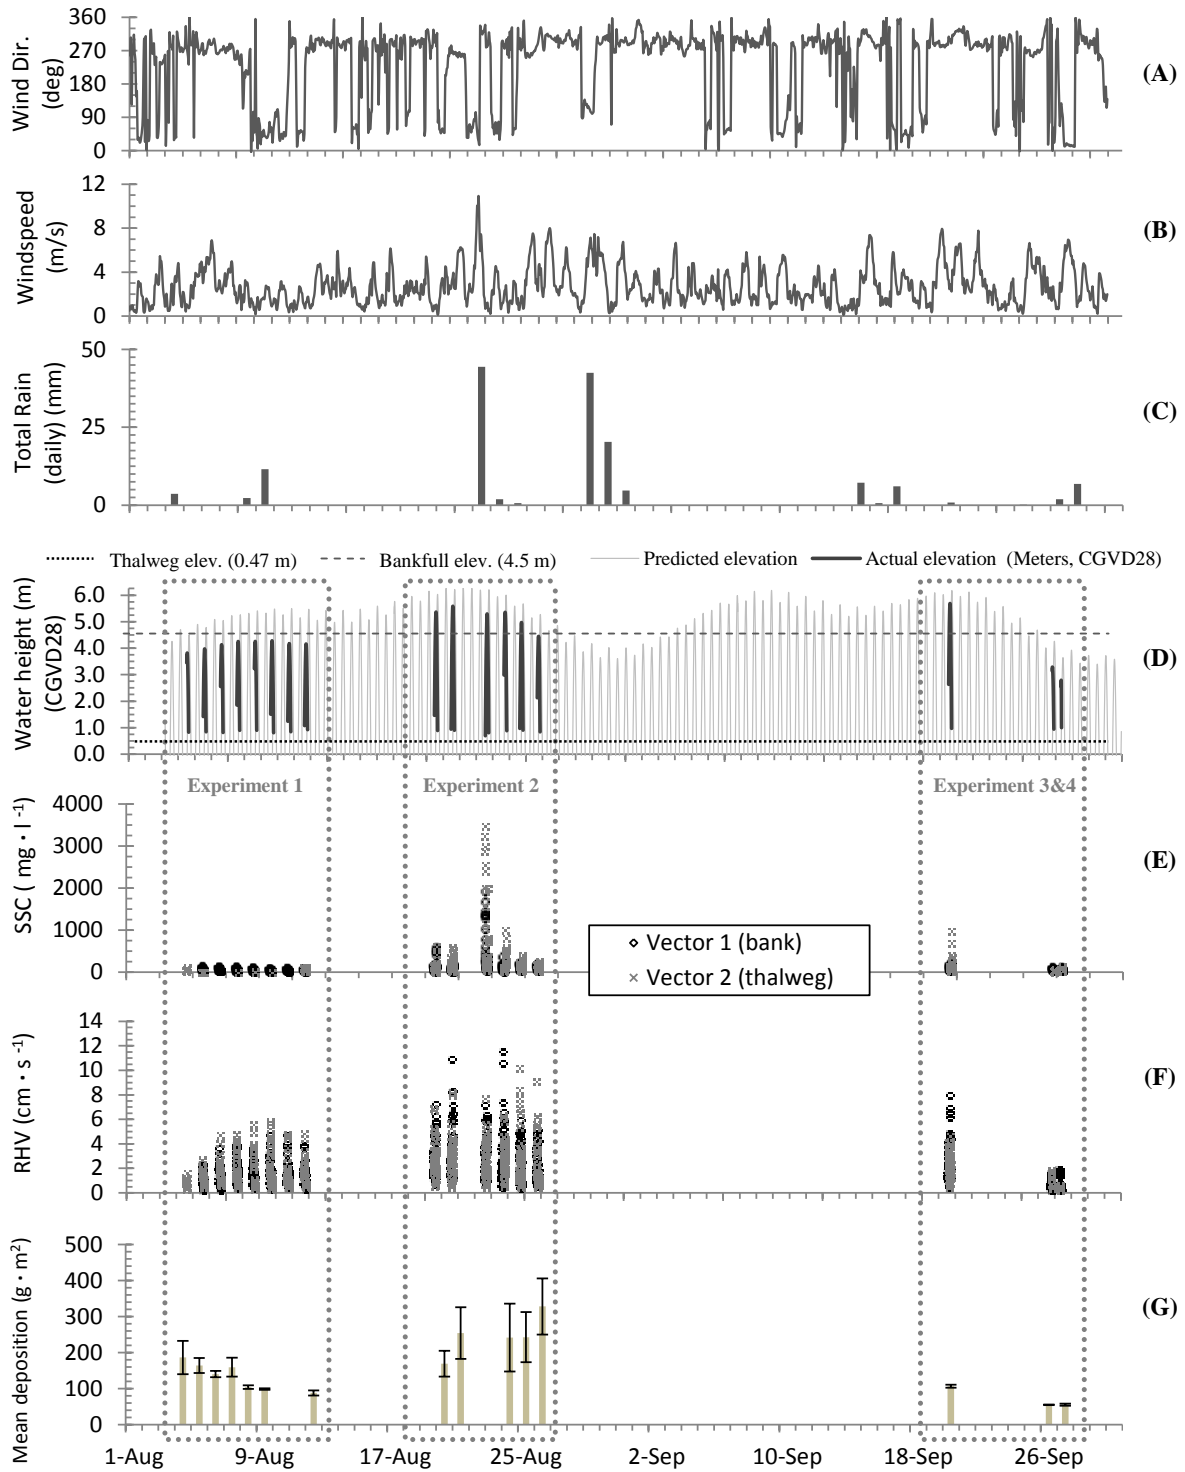 Wind Dir.
(deg)
360
270
180
90
0
(A)
Windspeed
(m/s)
12
8
4
0
(B)
Total Rain
(daily) (mm)
50
25
0
(C)
Thalweg elev. (0.47 m) Bankfull elev. (4.5 m) Predicted elevation Actual elevation (Meters, CGVD28)
Water height (m)
(CGVD28)
6.0
5.0
4.0
3.0
2.0
1.0
0.0
(D)
Experiment 1 Experiment 2 Experiment 3&4
SSC ( mg · l -1)
4000
3000
2000
1000
0
(E)
Vector 1 (bank)
Vector 2 (thalweg)
RHV (cm · s -1)
14
12
10
8
6
4
2
0
(F)
Mean deposition (g · m²)
500
400
300
200
100
0
(G)
1-Aug 9-Aug 17-Aug 25-Aug 2-Sep 10-Sep 18-Sep 26-Sep